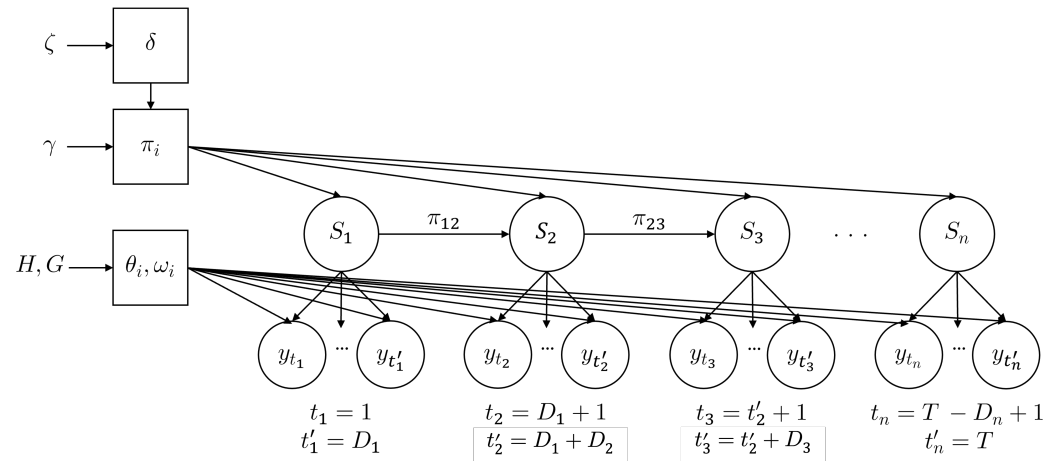 ζ δ
γ π_i
π_12 π_23
S_1 S_2 S_3 . . . S_n
H, G θ_i, ω_i
y_{t_1} ... y_{t'_1} y_{t_2} ... y_{t'_2} y_{t_3} ... y_{t'_3} y_{t_n} ... y_{t'_n}
t_1 = 1 t_2 = D_1 + 1 t_3 = t'_2 + 1 t_n = T - D_n + 1
t'_1 = D_1 t'_2 = D_1 + D_2 t'_3 = t'_2 + D_3 t'_n = T